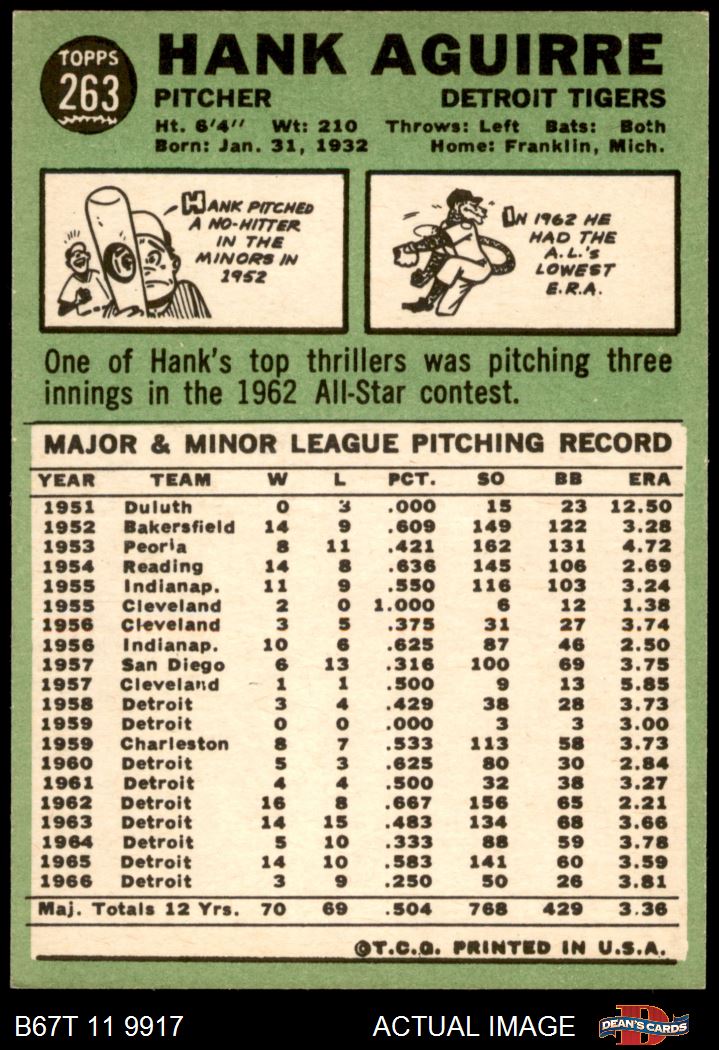 TOPPS
263
HANK AGUIRRE
PITCHER DETROIT TIGERS
Ht. 6'4" Wt: 210 Throws: Left Bats: Both
Born: Jan. 31, 1932 Home: Franklin, Mich.
HANK PITCHED
A NO-HITTER
IN THE
MINORS IN
1952
IN 1962 HE
HAD THE
A.L.'s
LOWEST
E.R.A.
One of Hank's top thrillers was pitching three
innings in the 1962 All-Star contest.
MAJOR & MINOR LEAGUE PITCHING RECORD
YEAR TEAM W L PCT. SO BB ERA
1951 Duluth 0 3 .000 15 23 12.50
1952 Bakersfield 14 9 .609 149 122 3.28
1953 Peoria 8 11 .421 162 131 4.72
1954 Reading 14 8 .636 145 106 2.69
1955 Indianap. 11 9 .550 116 103 3.24
1955 Cleveland 2 0 1.000 6 12 1.38
1956 Cleveland 3 5 .375 31 27 3.74
1956 Indianap. 10 6 .625 87 46 2.50
1957 San Diego 6 13 .316 100 69 3.75
1957 Cleveland 1 1 .500 9 13 5.85
1958 Detroit 3 4 .429 38 28 3.73
1959 Detroit 0 0 .000 3 3 3.00
1959 Charleston 8 7 .533 113 58 3.73
1960 Detroit 5 3 .625 80 30 2.84
1961 Detroit 4 4 .500 32 38 3.27
1962 Detroit 16 8 .667 156 65 2.21
1963 Detroit 14 15 .483 134 68 3.66
1964 Detroit 5 10 .333 88 59 3.78
1965 Detroit 14 10 .583 141 60 3.59
1966 Detroit 3 9 .250 50 26 3.81
Maj. Totals 12 Yrs. 70 69 .504 768 429 3.36
©T.C.G. PRINTED IN U.S.A.
B67T 11 9917 ACTUAL IMAGE DEAN'S CARDS